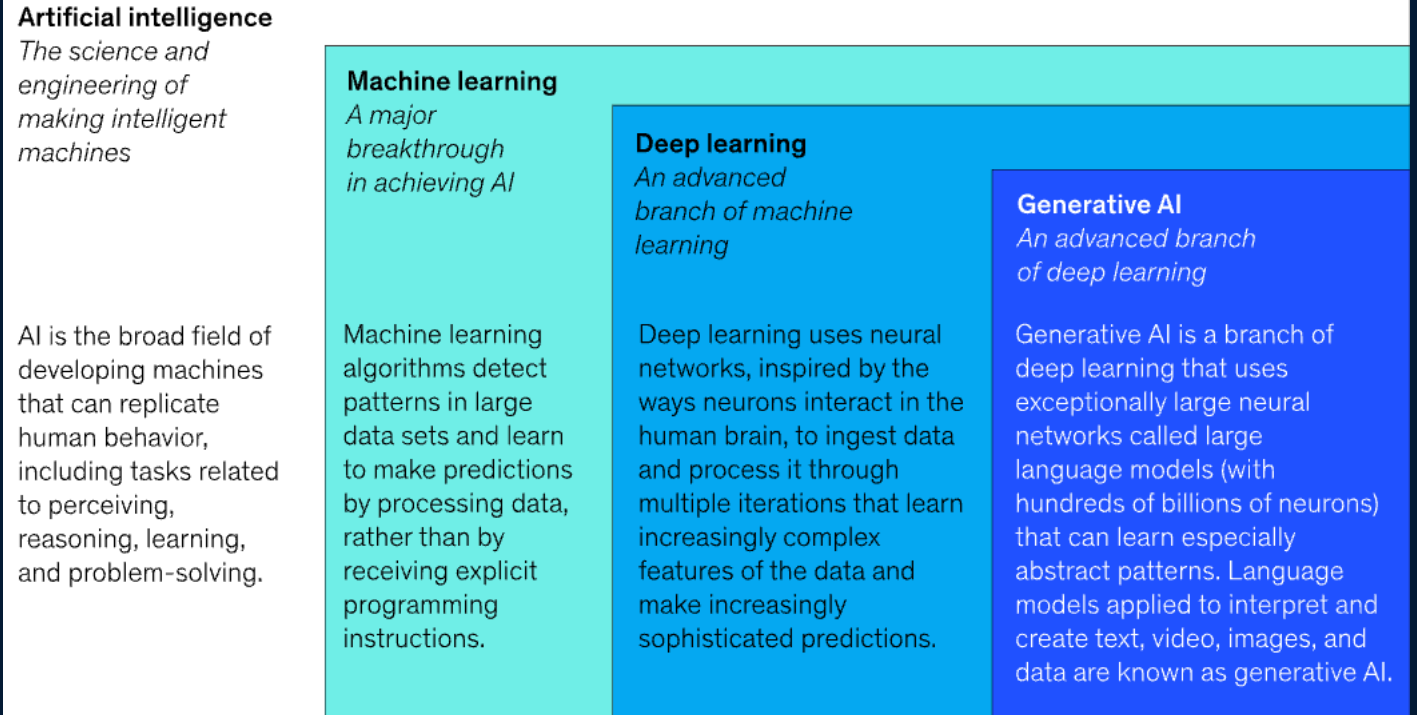 Artificial intelligence
The science and
engineering of
making intelligent
machines
AI is the broad field of
developing machines
that can replicate
human behavior,
including tasks related
to perceiving,
reasoning, learning,
and problem-solving.
Machine learning
A major
breakthrough
in achieving AI
Machine learning
algorithms detect
patterns in large
data sets and learn
to make predictions
by processing data,
rather than by
receiving explicit
programming
instructions.
Deep learning
An advanced
branch of machine
learning
Deep learning uses neural
networks, inspired by the
ways neurons interact in the
human brain, to ingest data
and process it through
multiple iterations that learn
increasingly complex
features of the data and
make increasingly
sophisticated predictions.
Generative AI
An advanced branch
of deep learning
Generative AI is a branch of
deep learning that uses
exceptionally large neural
networks called large
language models (with
hundreds of billions of neurons)
that can learn especially
abstract patterns. Language
models applied to interpret and
create text, video, images, and
data are known as generative AI.